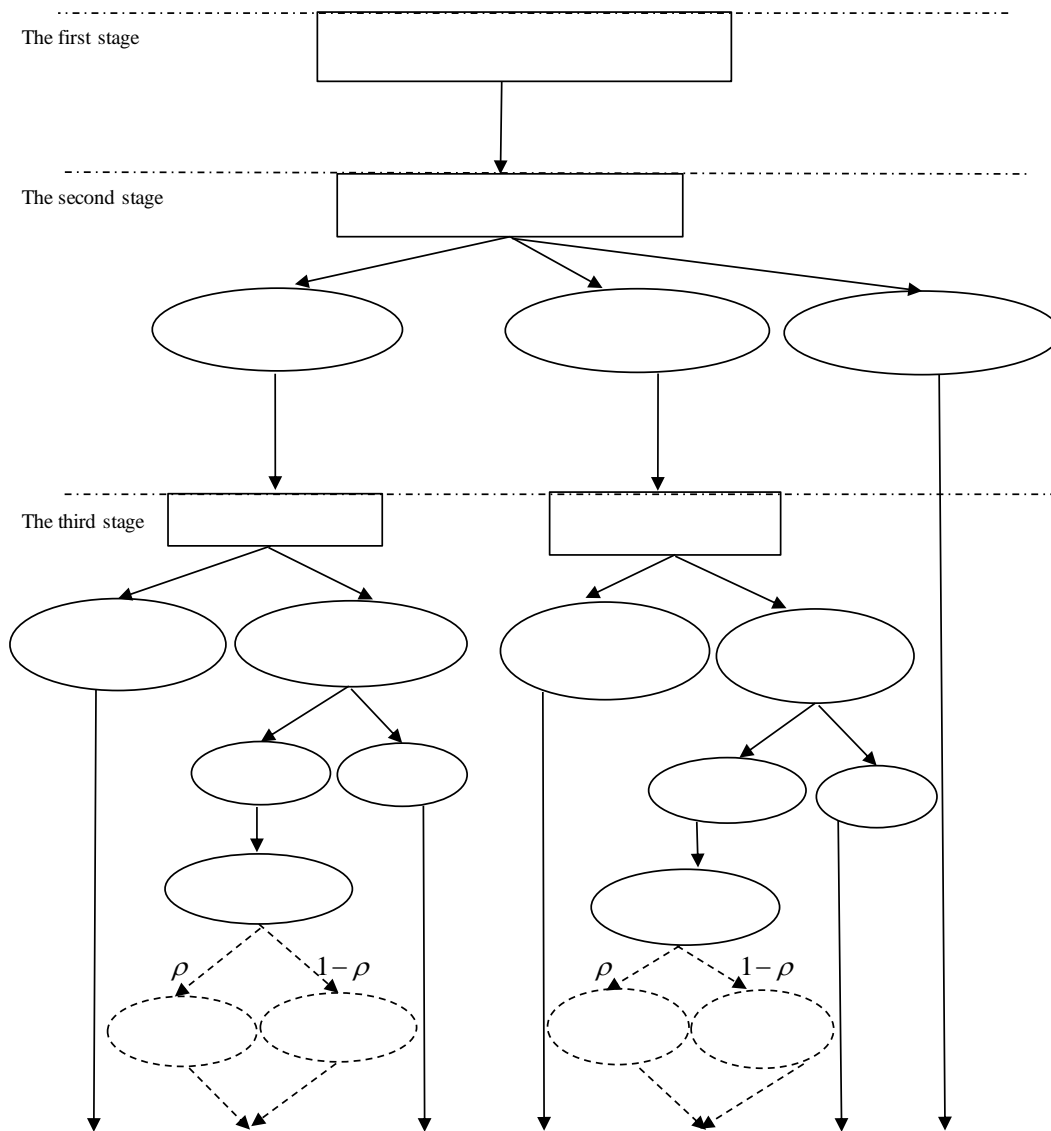 The first stage
The second stage
The third stage
ρ 1 − ρ
ρ 1 − ρ